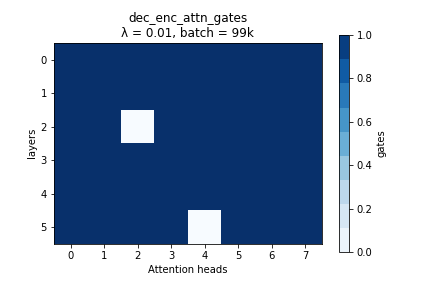 dec_enc_attn_gates
λ = 0.01, batch = 99k
layers
0
1
2
3
4
5
0 1 2 3 4 5 6 7
Attention heads
1.0
0.8
0.6
0.4
0.2
0.0
gates